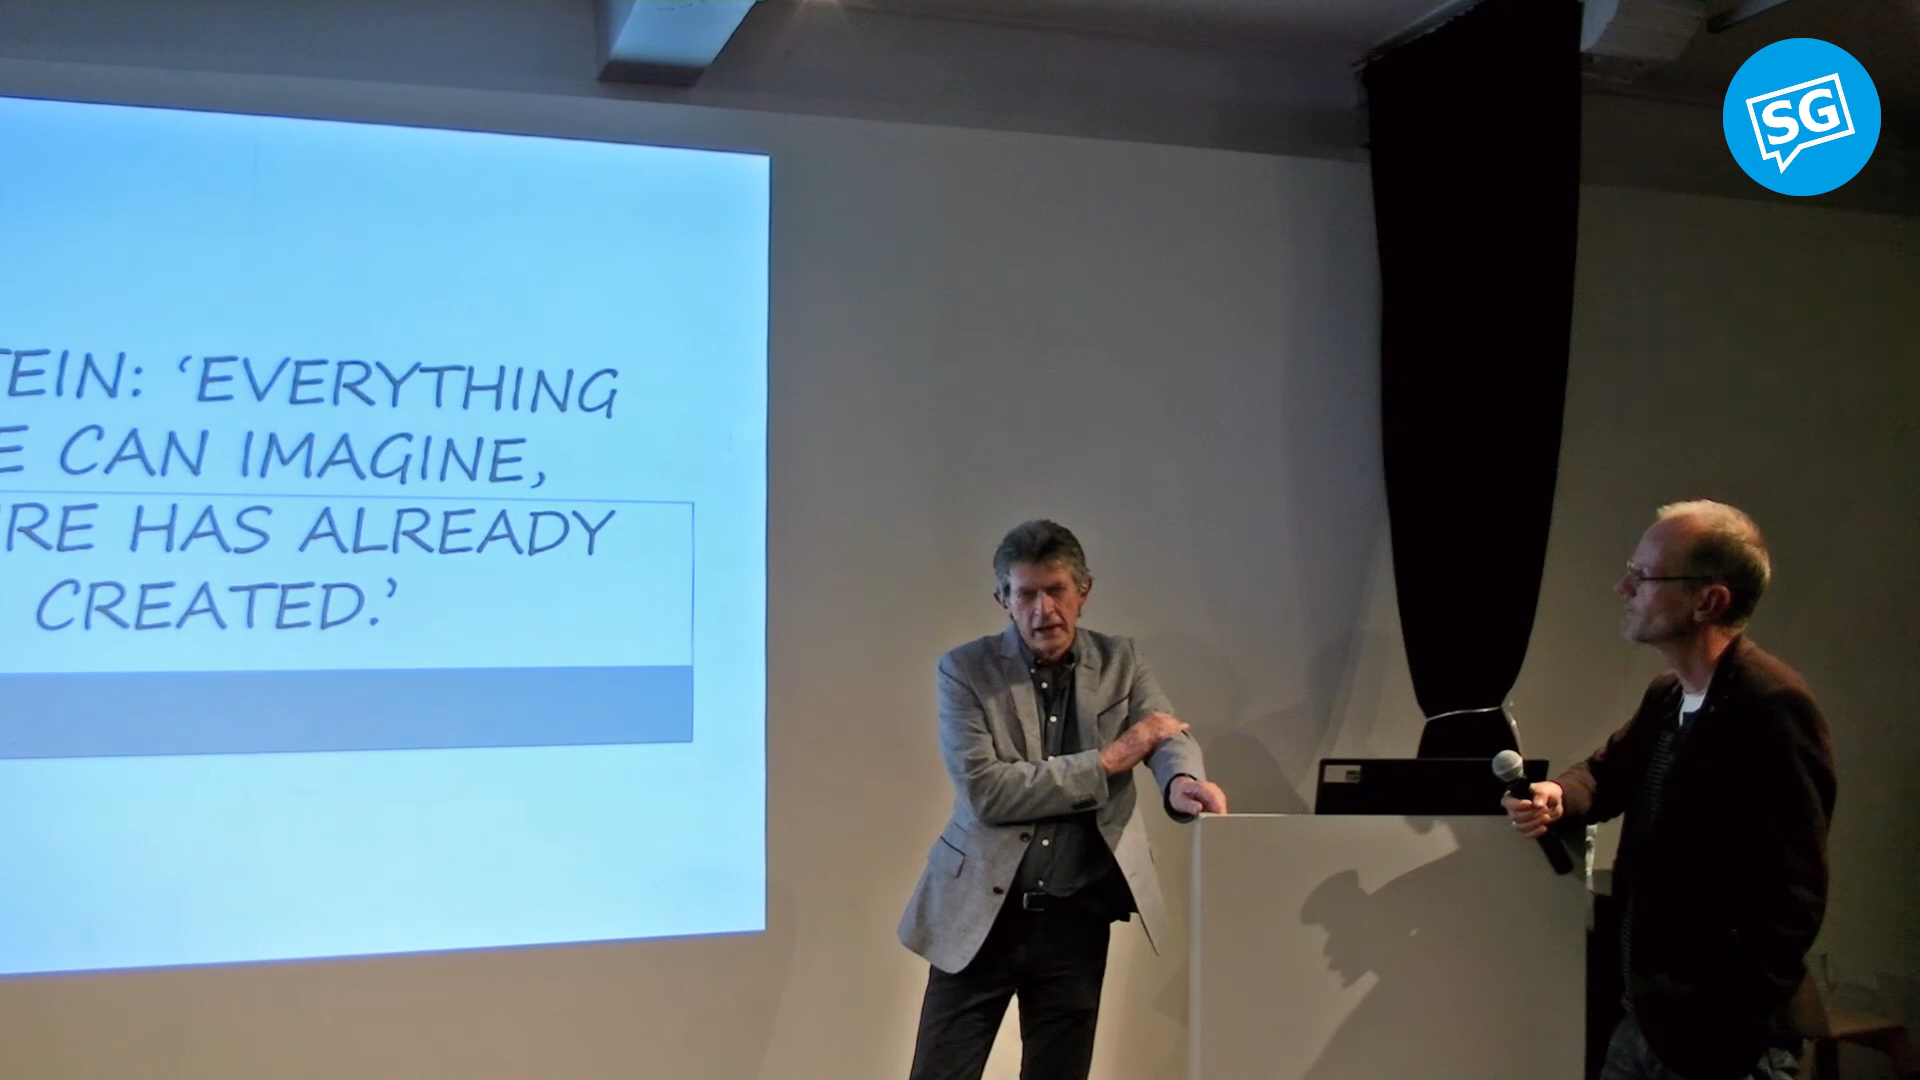 TEIN: ‘EVERYTHING
E CAN IMAGINE,
RE HAS ALREADY
CREATED.’
SG